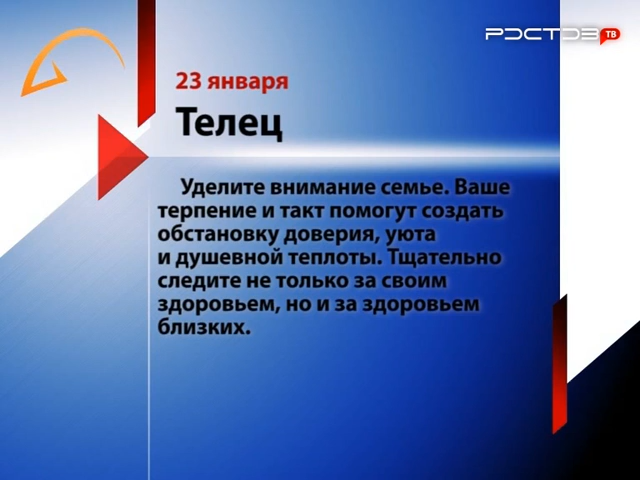 РОСТОВ ТВ
23 января
Телец
Уделите внимание семье. Ваше
терпение и такт помогут создать
обстановку доверия, уюта
и душевной теплоты. Тщательно
следите не только за своим
здоровьем, но и за здоровьем
близких.